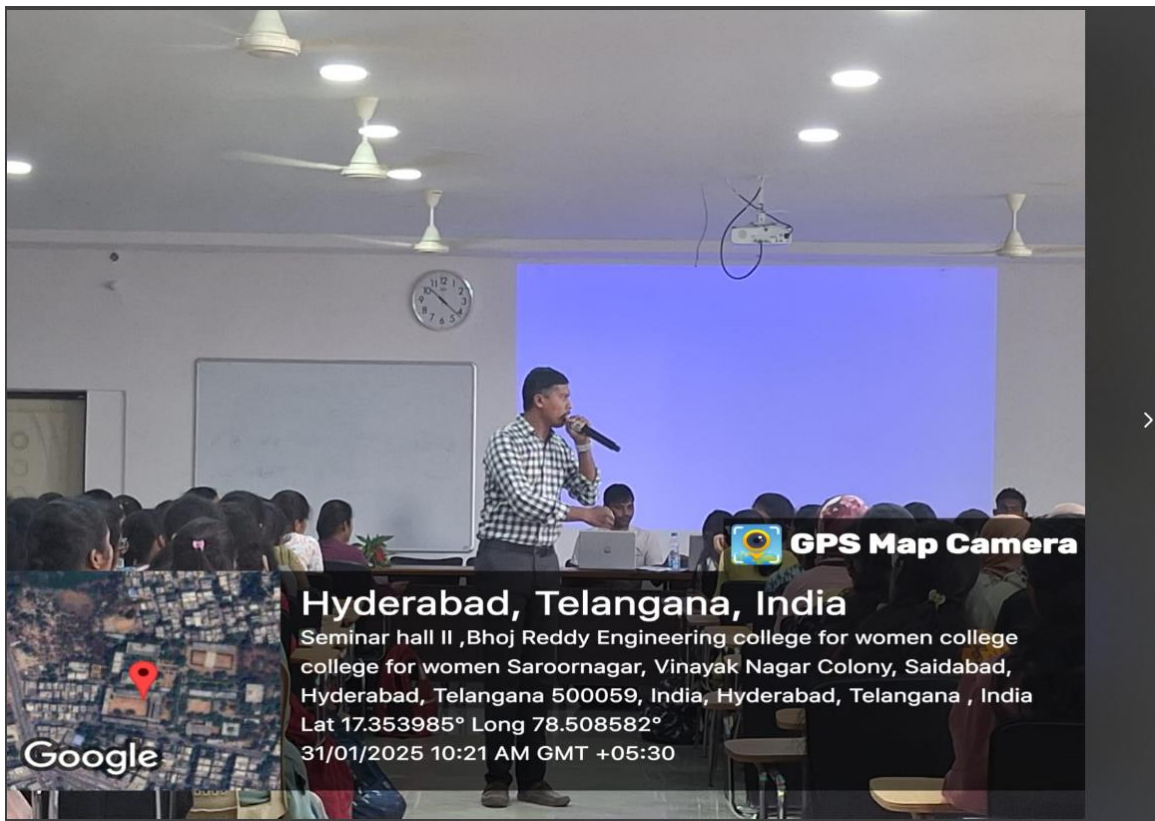 GPS Map Camera
Hyderabad, Telangana, India
Seminar hall II ,Bhoj Reddy Engineering college for women college
college for women Saroornagar, Vinayak Nagar Colony, Saidabad,
Hyderabad, Telangana 500059, India, Hyderabad, Telangana , India
Lat 17.353985° Long 78.508582°
31/01/2025 10:21 AM GMT +05:30
Google